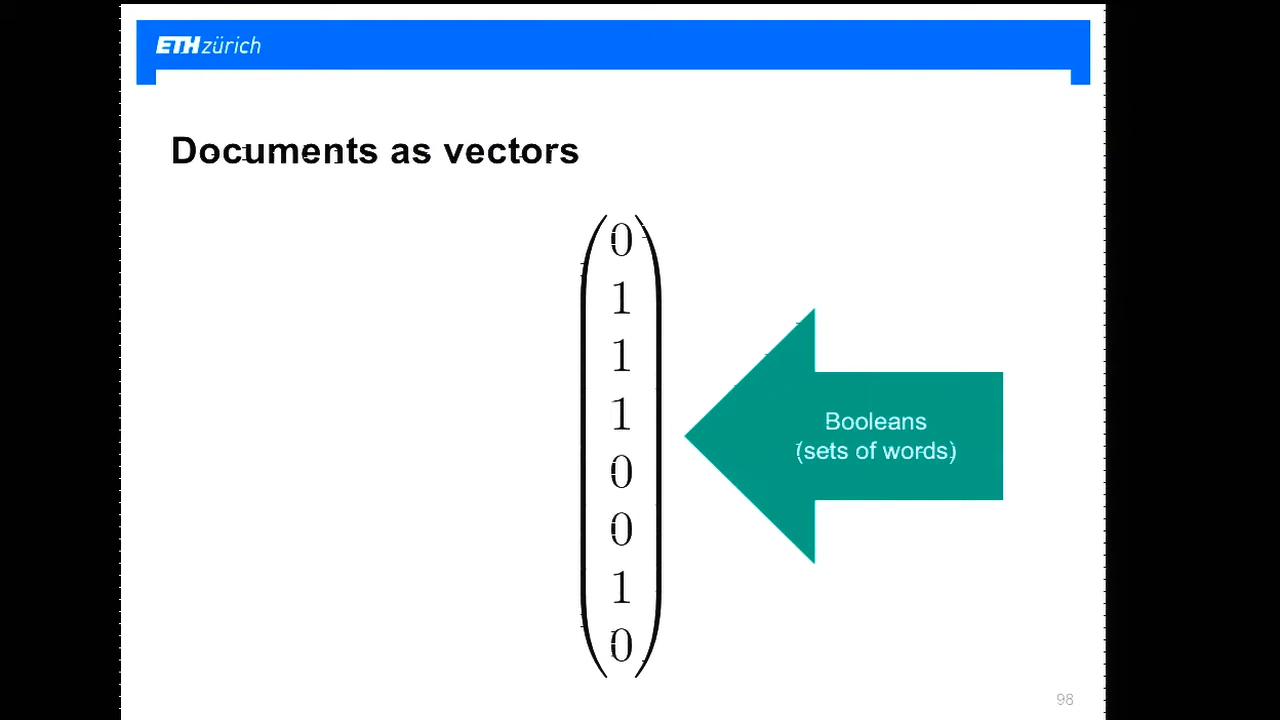 ETH zürich
Documents as vectors
0
1
1
1
0
0
1
0
Booleans
(sets of words)
98